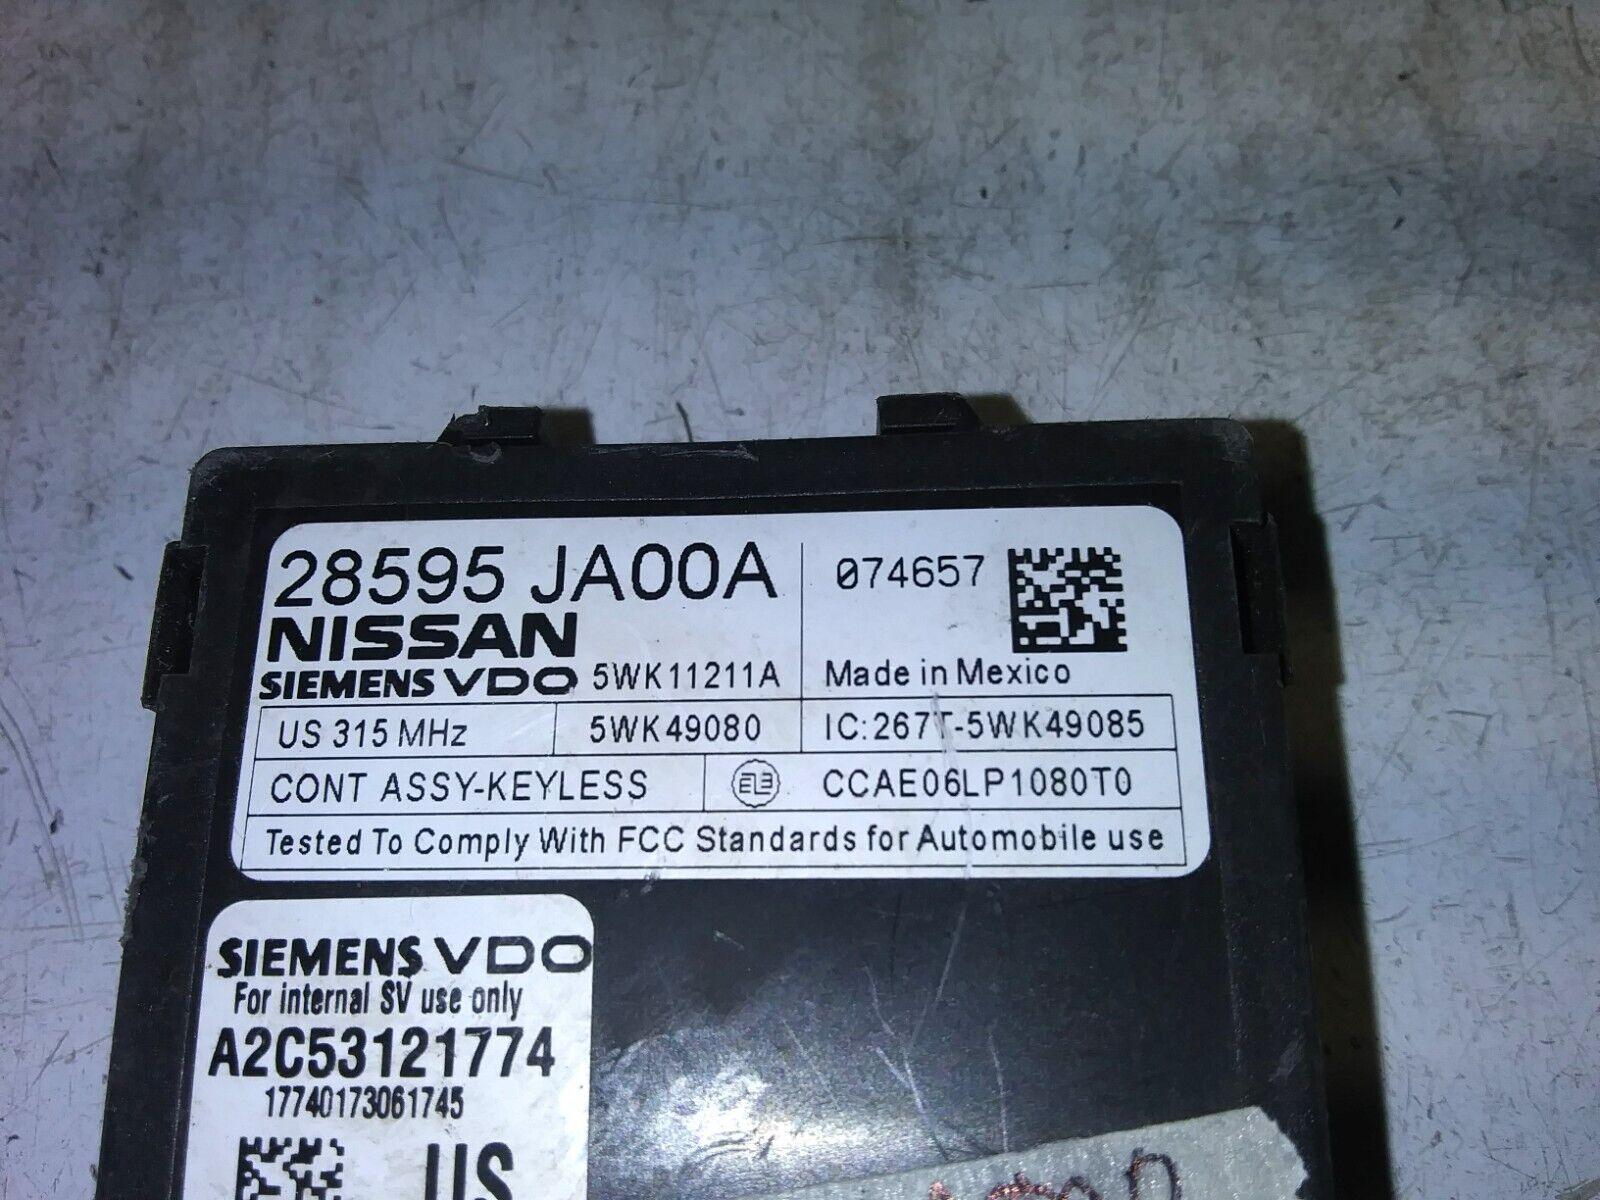 28595 JA00A
074657
NISSAN
SIEMENS VDO 5WK11211A
Made in Mexico
US 315 MHz
5WK49080
IC:267T-5WK49085
CONT ASSY-KEYLESS
CCAE06LP1080T0
Tested To Comply With FCC Standards for Automobile use
SIEMENS VDO
For internal SV use only
A2C53121774
17740173061745
US